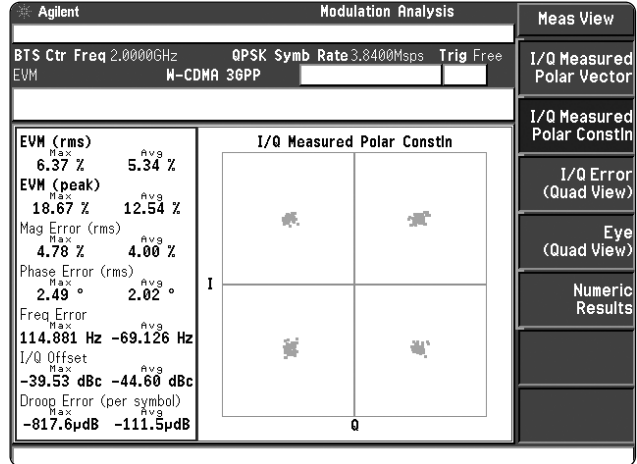 Agilent
Modulation Analysis
Meas View
BTS Ctr Freq 2.0000GHz QPSK Symb Rate 3.8400Msps Trig Free
EVM W-CDMA 3GPP
I/Q Measured
Polar Vector
I/Q Measured
Polar Constln
I/Q Error
(Quad View)
Eye
(Quad View)
Numeric
Results
EVM (rms)
Max Avg
6.37 % 5.34 %
EVM (peak)
Max Avg
18.67 % 12.54 %
Mag Error (rms)
Max Avg
4.78 % 4.00 %
Phase Error (rms)
Max Avg
2.49 ° 2.02 °
Freq Error
Max Avg
114.881 Hz -69.126 Hz
I/Q Offset
Max Avg
-39.53 dBc -44.60 dBc
Droop Error (per symbol)
Max Avg
-817.6µdB -111.5µdB
I/Q Measured Polar Constln
I
Q